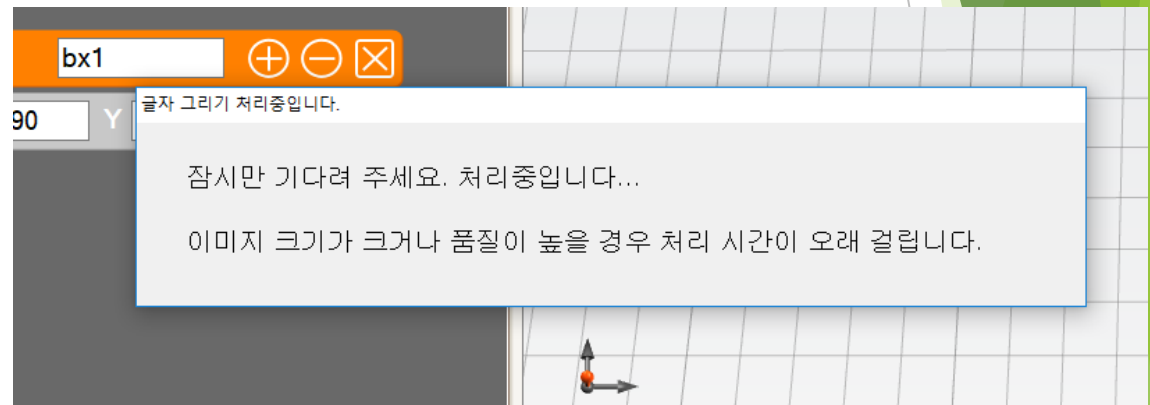 bx1
90 Y
글자 그리기 처리중입니다.
잠시만 기다려 주세요. 처리중입니다...
이미지 크기가 크거나 품질이 높을 경우 처리 시간이 오래 걸립니다.